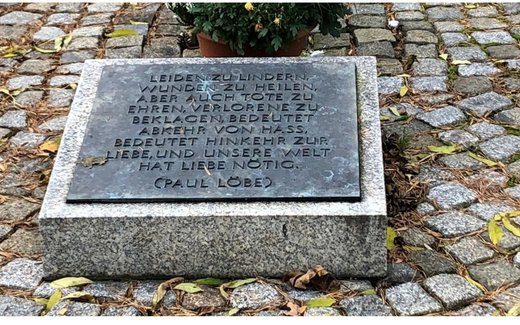 LEIDEN ZU LINDERN,
WUNDEN ZU HEILEN,
ABER AUCH TOTE ZU
EHREN, VERLORENE ZU
BEKLAGEN, BEDEUTET
ABKEHR VON HASS,
BEDEUTET HINKEHR ZUR
LIEBE, UND UNSERE WELT
HAT LIEBE NÖTIG.
(PAUL LÖBE)